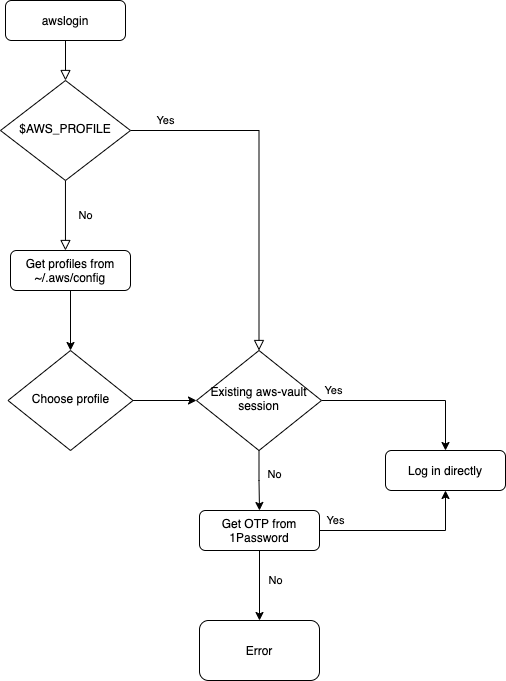 awslogin
$AWS_PROFILE
Yes
No
Get profiles from
~/.aws/config
Choose profile
Existing aws-vault
session
Yes
Log in directly
No
Get OTP from
1Password
Yes
No
Error